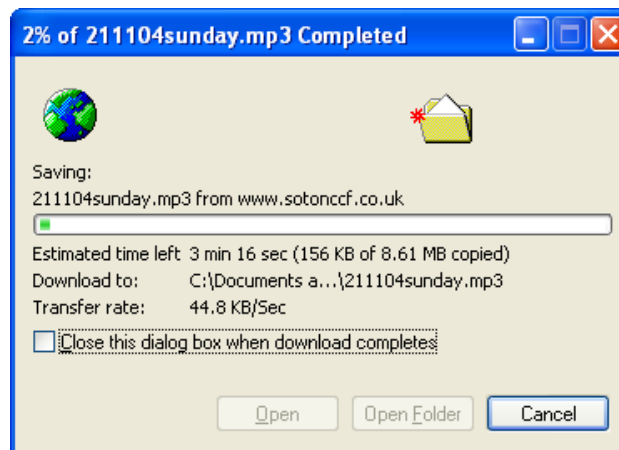 2% of 211104sunday.mp3 Completed
Saving:
211104sunday.mp3 from www.sotonccf.co.uk
Estimated time left 3 min 16 sec (156 KB of 8.61 MB copied)
Download to: C:\Documents a...\211104sunday.mp3
Transfer rate: 44.8 KB/Sec
Close this dialog box when download completes
Open Open Folder Cancel